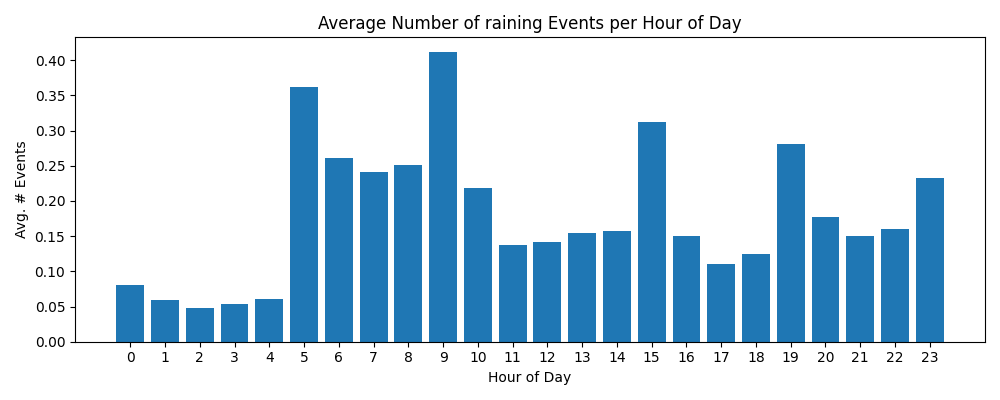 Average Number of raining Events per Hour of Day
Avg. # Events
0.40
0.35
0.30
0.25
0.20
0.15
0.10
0.05
0.00
0 1 2 3 4 5 6 7 8 9 10 11 12 13 14 15 16 17 18 19 20 21 22 23
Hour of Day